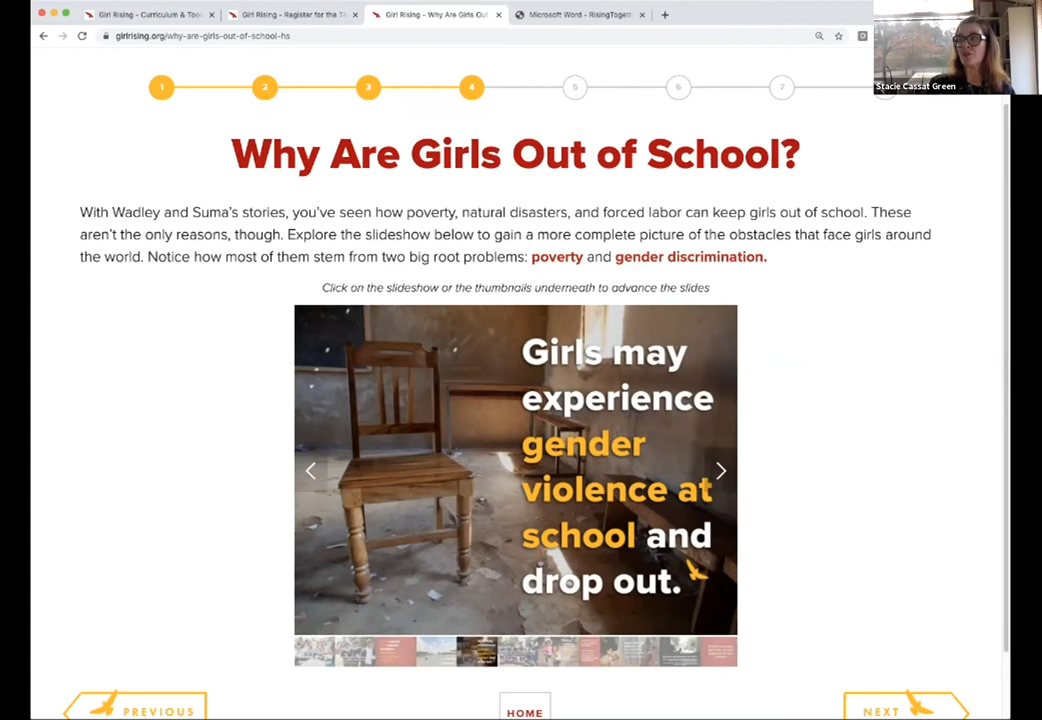 Girl Rising - Curriculum & Tool
Girl Rising - Register for the Te
Girl Rising - Why Are Girls Out
Microsoft Word - RisingTogeth
girlrising.org/why-are-girls-out-of-school-hs
Stacie Cassat Green
1 2 3 4 5 6 7
Why Are Girls Out of School?
With Wadley and Suma's stories, you've seen how poverty, natural disasters, and forced labor can keep girls out of school. These
aren't the only reasons, though. Explore the slideshow below to gain a more complete picture of the obstacles that face girls around
the world. Notice how most of them stem from two big root problems: poverty and gender discrimination.
Click on the slideshow or the thumbnails underneath to advance the slides
Girls may
experience
gender
violence at
school and
drop out.
PREVIOUS
HOME
NEXT